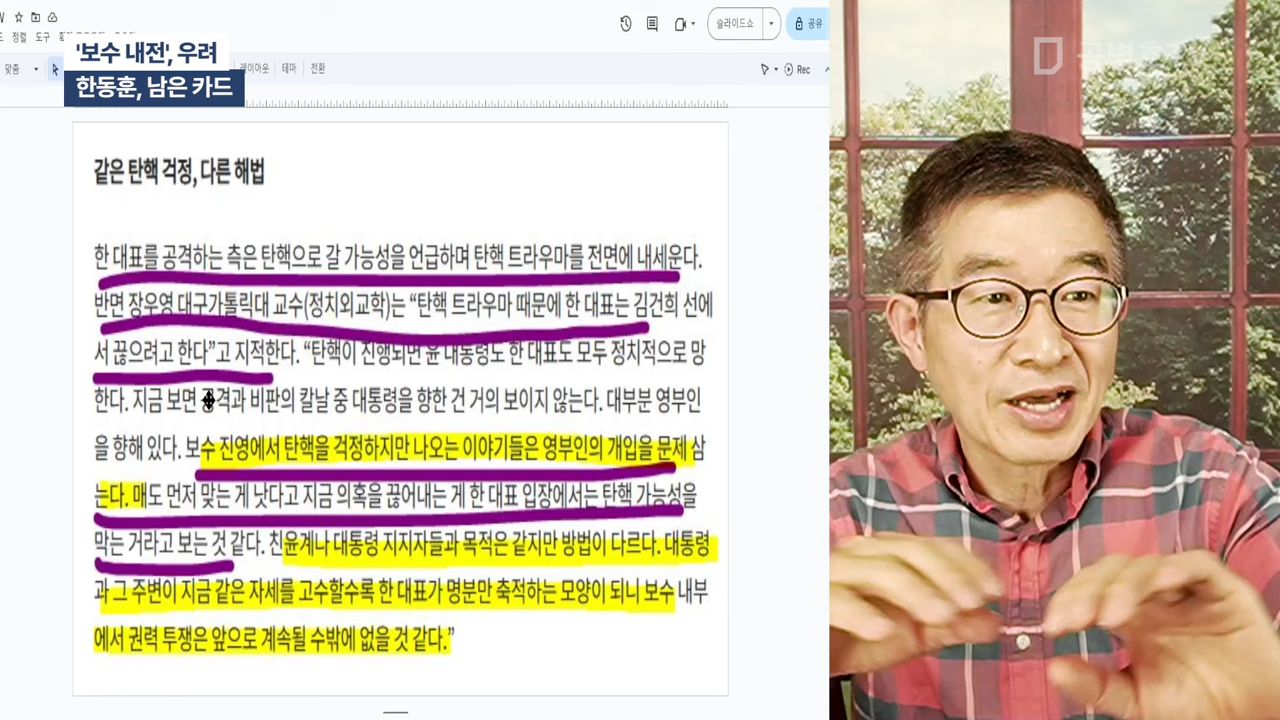 정렬 도구
슬라이드쇼
공유
'보수 내전', 우려
한동훈, 남은 카드
맞춤
레이아웃
테마
전환
Rec
같은 탄핵 걱정, 다른 해법
한 대표를 공격하는 측은 탄핵으로 갈 가능성을 언급하며 탄핵 트라우마를 전면에 내세운다.
반면 장우영 대구가톨릭대 교수(정치외교학)는 “탄핵 트라우마 때문에 한 대표는 김건희 선에
서 끊으려고 한다”고 지적한다. “탄핵이 진행되면 윤 대통령도 한 대표도 모두 정치적으로 망
한다. 지금 보면 공격과 비판의 칼날 중 대통령을 향한 건 거의 보이지 않는다. 대부분 영부인
을 향해 있다. 보수 진영에서 탄핵을 걱정하지만 나오는 이야기들은 영부인의 개입을 문제 삼
는다. 매도 먼저 맞는 게 낫다고 지금 의혹을 끊어내는 게 한 대표 입장에서는 탄핵 가능성을
막는 거라고 보는 것 같다. 친윤계나 대통령 지지자들과 목적은 같지만 방법이 다르다. 대통령
과 그 주변이 지금 같은 자세를 고수할수록 한 대표가 명분만 축적하는 모양이 되니 보수 내부
에서 권력 투쟁은 앞으로 계속될 수밖에 없을 것 같다.”